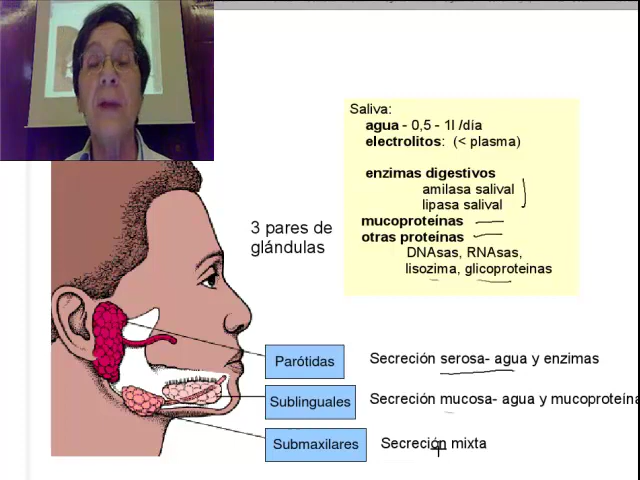 Saliva:
agua - 0,5 - 1l /día
electrolitos: (< plasma)
enzimas digestivos
amilasa salival
lipasa salival
mucoproteínas
otras proteínas
DNAsas, RNAsas,
lisozima, glicoproteinas
3 pares de
glándulas
Parótidas
Secreción serosa- agua y enzimas
Sublinguales
Secreción mucosa- agua y mucoproteína
Submaxilares
Secreción mixta